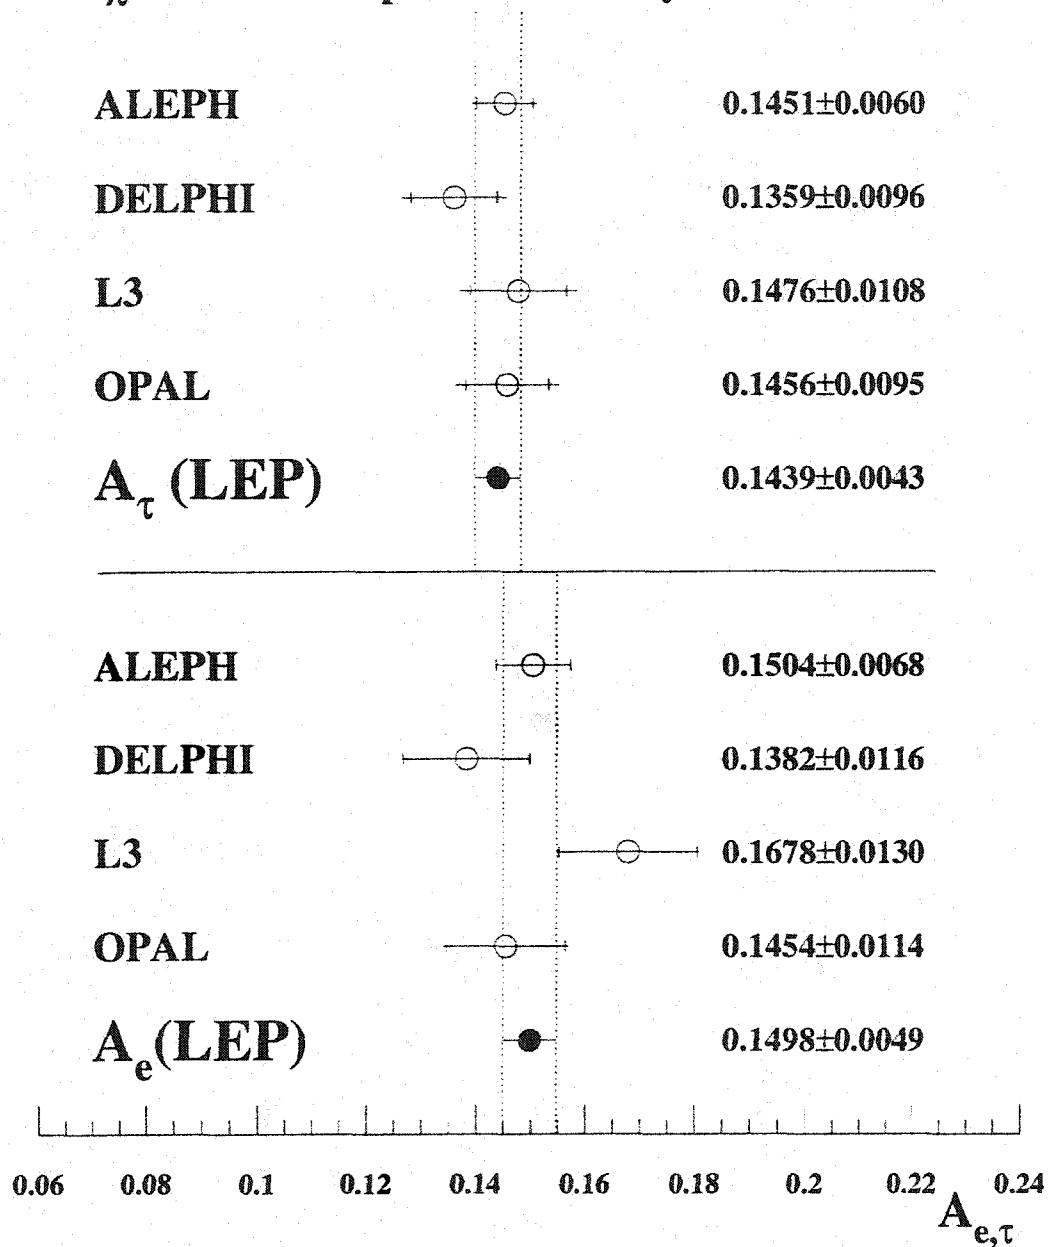 ALEPH 0.1451±0.0060
DELPHI 0.1359±0.0096
L3 0.1476±0.0108
OPAL 0.1456±0.0095
A_τ (LEP) 0.1439±0.0043
ALEPH 0.1504±0.0068
DELPHI 0.1382±0.0116
L3 0.1678±0.0130
OPAL 0.1454±0.0114
A_e(LEP) 0.1498±0.0049
0.06 0.08 0.1 0.12 0.14 0.16 0.18 0.2 0.22 0.24
A_e,τ